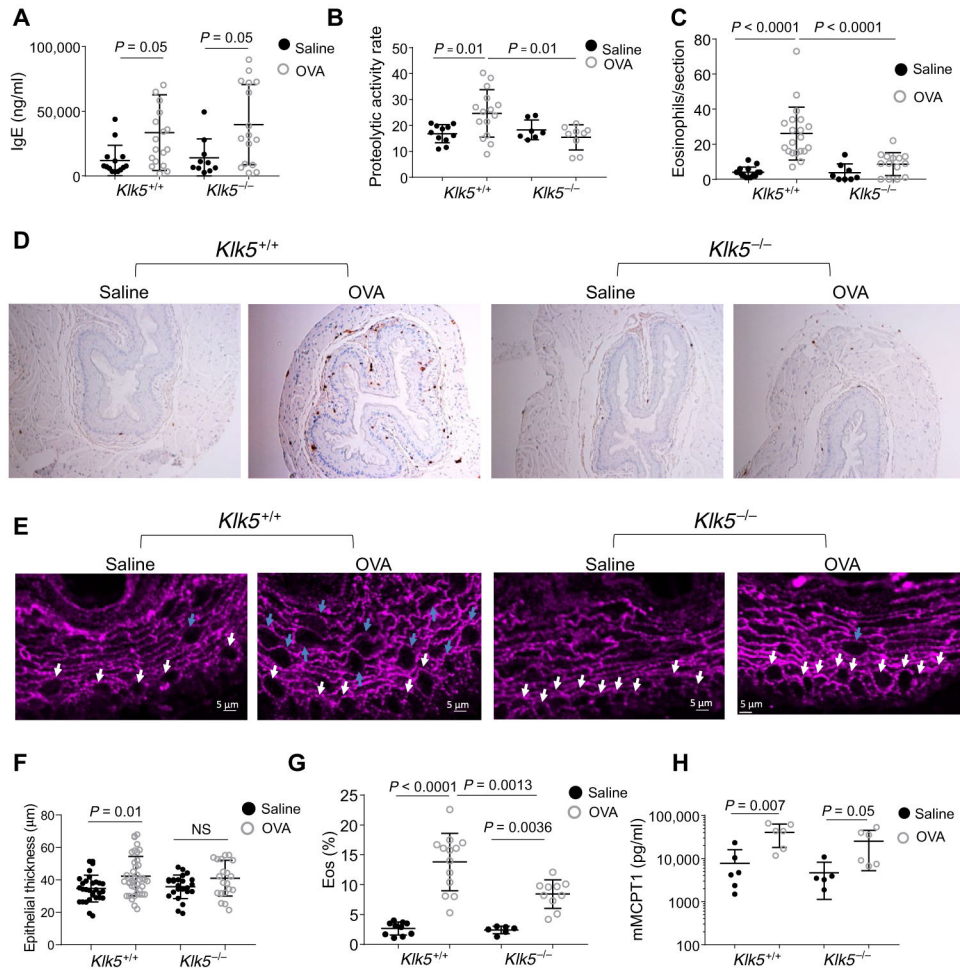 A
P = 0.05
P = 0.05
Saline
OVA
IgE (ng/ml)
100,000
50,000
0
Klk5+/+
Klk5−/−
B
P = 0.01
P = 0.01
Saline
OVA
Proteolytic activity rate
50
40
30
20
10
0
Klk5+/+
Klk5−/−
C
P < 0.0001
P < 0.0001
Saline
OVA
Eosinophils/section
80
60
40
20
0
Klk5+/+
Klk5−/−
D
Klk5+/+
Klk5−/−
Saline
OVA
Saline
OVA
E
Klk5+/+
Klk5−/−
Saline
OVA
Saline
OVA
5 µm
5 µm
5 µm
5 µm
F
Saline
OVA
P = 0.01
NS
Epithelial thickness (µm)
80
60
40
20
0
Klk5+/+
Klk5−/−
G
P < 0.0001
P = 0.0013
P = 0.0036
Saline
OVA
Eos (%)
25
20
15
10
5
0
Klk5+/+
Klk5−/−
H
P = 0.007
P = 0.05
Saline
OVA
mMCPT1 (pg/ml)
100,000
10,000
1000
100
Klk5+/+
Klk5−/−